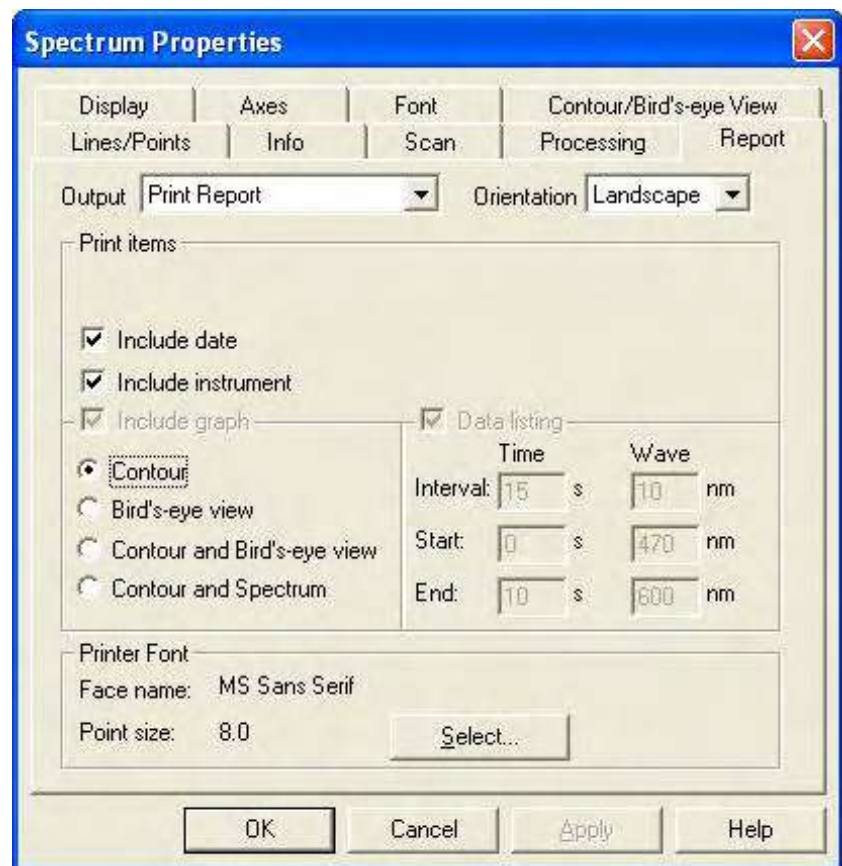 Spectrum Properties
Display Axes Font Contour/Bird's-eye View
Lines/Points Info Scan Processing Report
Output Print Report Orientation Landscape
Print items
Include date
Include instrument
Include graph
Contour
Bird's-eye view
Contour and Bird's-eye view
Contour and Spectrum
Data listing
Time Wave
Interval: 15 s 10 nm
Start: 0 s 470 nm
End: 10 s 600 nm
Printer Font
Face name: MS Sans Serif
Point size: 8.0 Select...
OK Cancel Apply Help